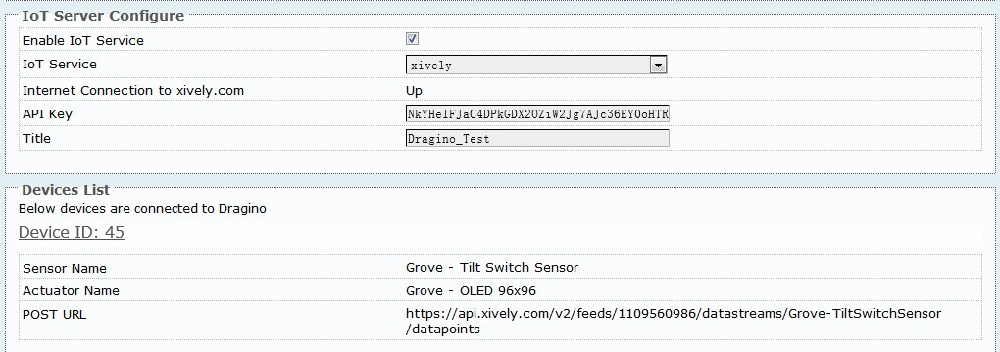 IoT Server Configure
Enable IoT Service
IoT Service xively
Internet Connection to xively.com Up
API Key NkYHeIFJaC4DPkGDX2OZiW2Jg7AJc36EY0oHTR
Title Dragino_Test
Devices List
Below devices are connected to Dragino
Device ID: 45
Sensor Name Grove - Tilt Switch Sensor
Actuator Name Grove - OLED 96x96
POST URL https://api.xively.com/v2/feeds/1109560986/datastreams/Grove-TiltSwitchSensor
/datapoints